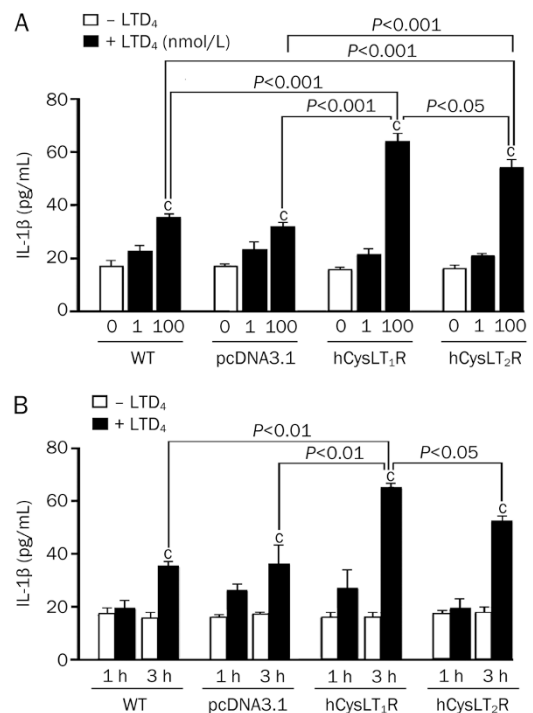 A
– LTD₄
+ LTD₄ (nmol/L)
P<0.001
P<0.001
P<0.001
P<0.001 P<0.05
80
60
40
20
0
IL-1β (pg/mL)
c c c c
0 1 100 0 1 100 0 1 100 0 1 100
WT pcDNA3.1 hCysLT₁R hCysLT₂R
B
– LTD₄
+ LTD₄
P<0.01
P<0.01 P<0.05
80
60
40
20
0
IL-1β (pg/mL)
c c c c
1 h 3 h 1 h 3 h 1 h 3 h 1 h 3 h
WT pcDNA3.1 hCysLT₁R hCysLT₂R